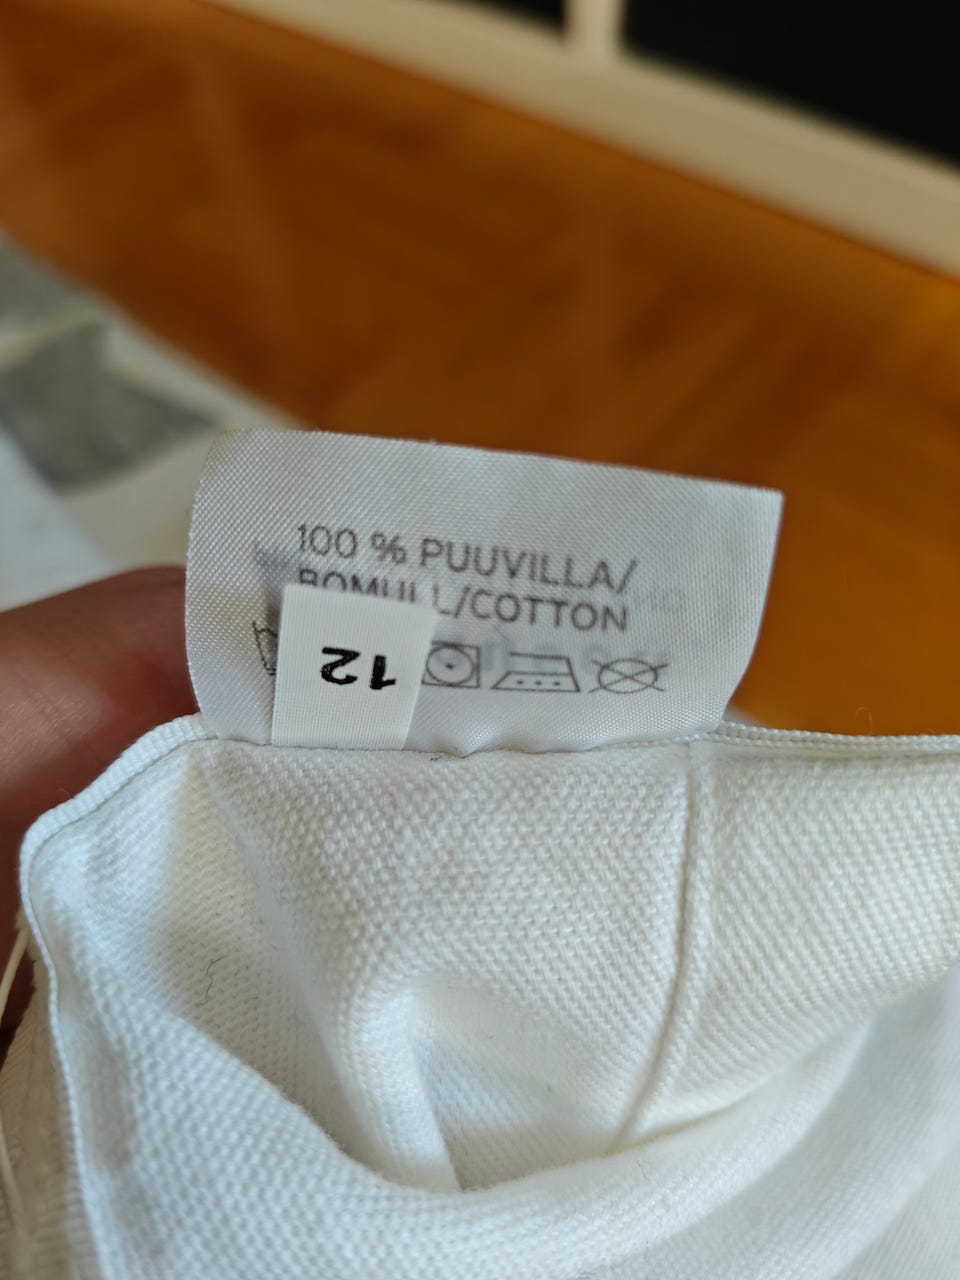 100 % PUUVILLA/
BOMULL/COTTON
12